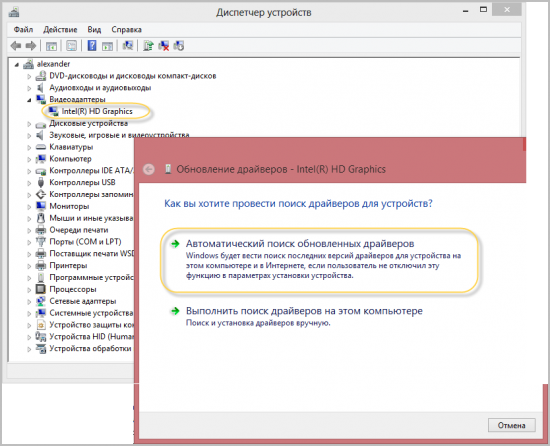 Диспетчер устройств
Файл Действие Вид Справка
alexander
DVD-дисководы и дисководы компакт-дисков
Аудиовходы и аудиовыходы
Видеоадаптеры
Intel(R) HD Graphics
Дисковые устройства
Звуковые, игровые и видеоустройства
Клавиатуры
Компьютер
Контроллеры IDE ATA/
Контроллеры USB
Контроллеры запомин
Мониторы
Мыши и иные указыва
Очереди печати
Порты (COM и LPT)
Поставщик печати WSD
Принтеры
Программные устрой
Процессоры
Сетевые адаптеры
Системные устройства
Устройство защиты ко
Устройства HID (Human
Устройства обработки
Обновление драйверов - Intel(R) HD Graphics
Как вы хотите провести поиск драйверов для устройств?
Автоматический поиск обновленных драйверов
Windows будет вести поиск последних версий драйверов для устройства на
этом компьютере и в Интернете, если пользователь не отключил эту
функцию в параметрах установки устройства.
Выполнить поиск драйверов на этом компьютере
Поиск и установка драйверов вручную.
Отмена